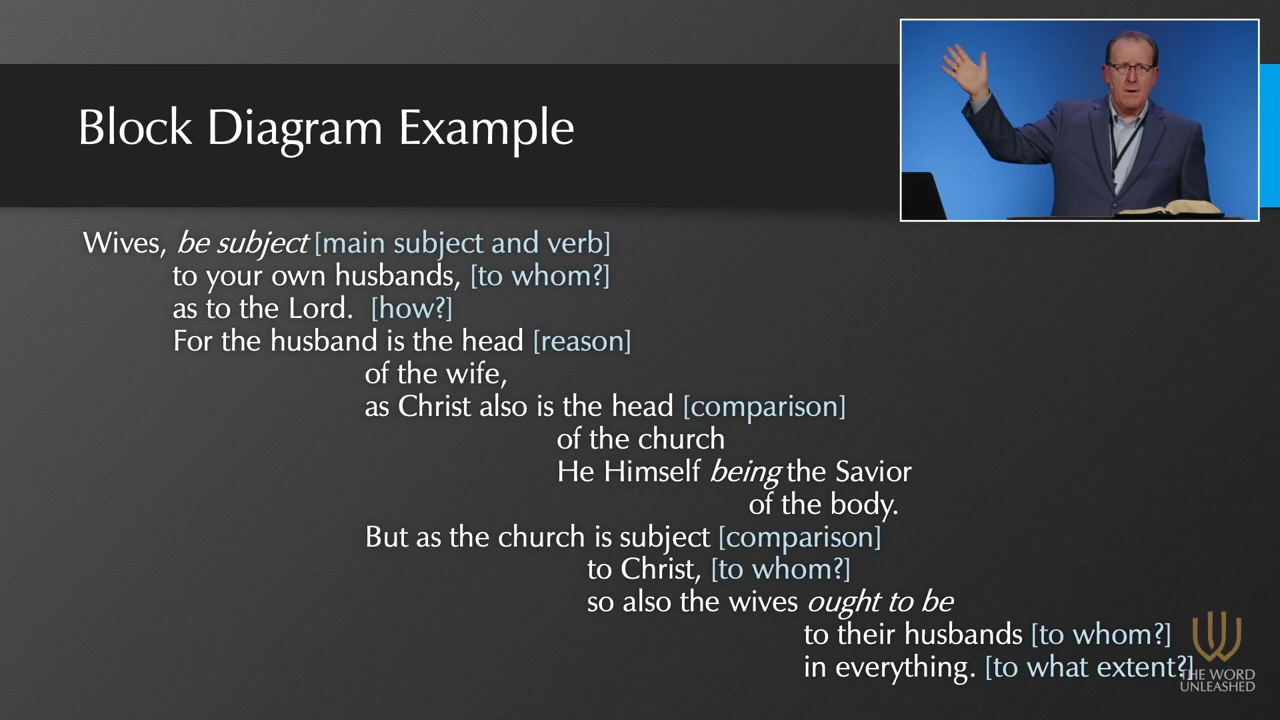 Block Diagram Example
Wives, be subject [main subject and verb]
to your own husbands, [to whom?]
as to the Lord. [how?]
For the husband is the head [reason]
of the wife,
as Christ also is the head [comparison]
of the church
He Himself being the Savior
of the body.
But as the church is subject [comparison]
to Christ, [to whom?]
so also the wives ought to be
to their husbands [to whom?]
in everything. [to what extent?]
THE WORD
UNLEASHED